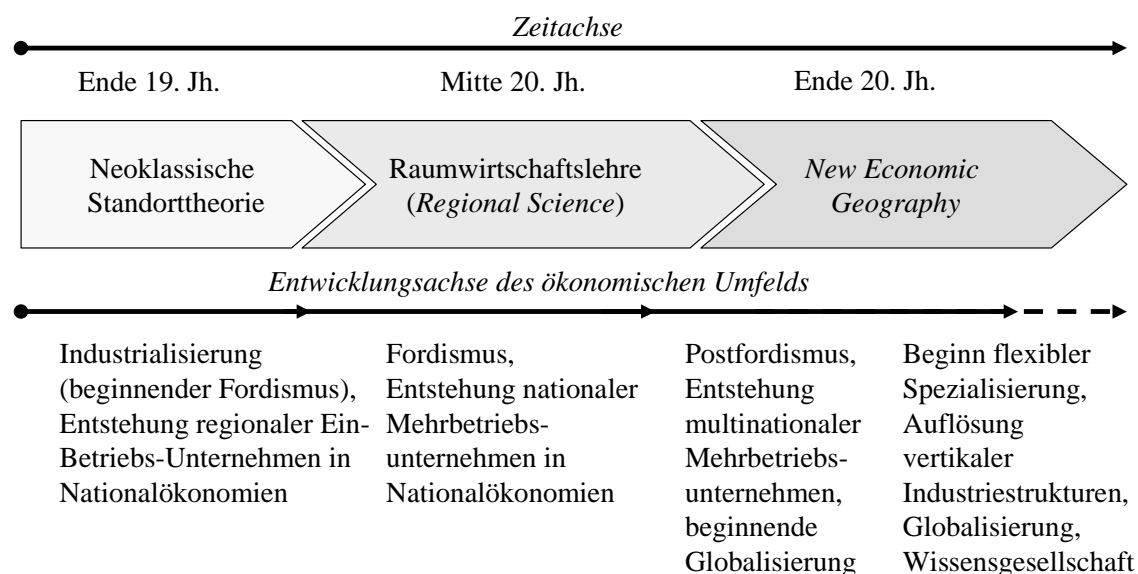 Zeitachse
Ende 19. Jh.
Mitte 20. Jh.
Ende 20. Jh.
Neoklassische
Standorttheorie
Raumwirtschaftslehre
(Regional Science)
New Economic
Geography
Entwicklungsachse des ökonomischen Umfelds
Industrialisierung
(beginnender Fordismus),
Entstehung regionaler Ein-
Betriebs-Unternehmen in
Nationalökonomien
Fordismus,
Entstehung nationaler
Mehrbetriebs-
unternehmen in
Nationalökonomien
Postfordismus,
Entstehung
multinationaler
Mehrbetriebs-
unternehmen,
beginnende
Globalisierung
Beginn flexibler
Spezialisierung,
Auflösung
vertikaler
Industriestrukturen,
Globalisierung,
Wissensgesellschaft